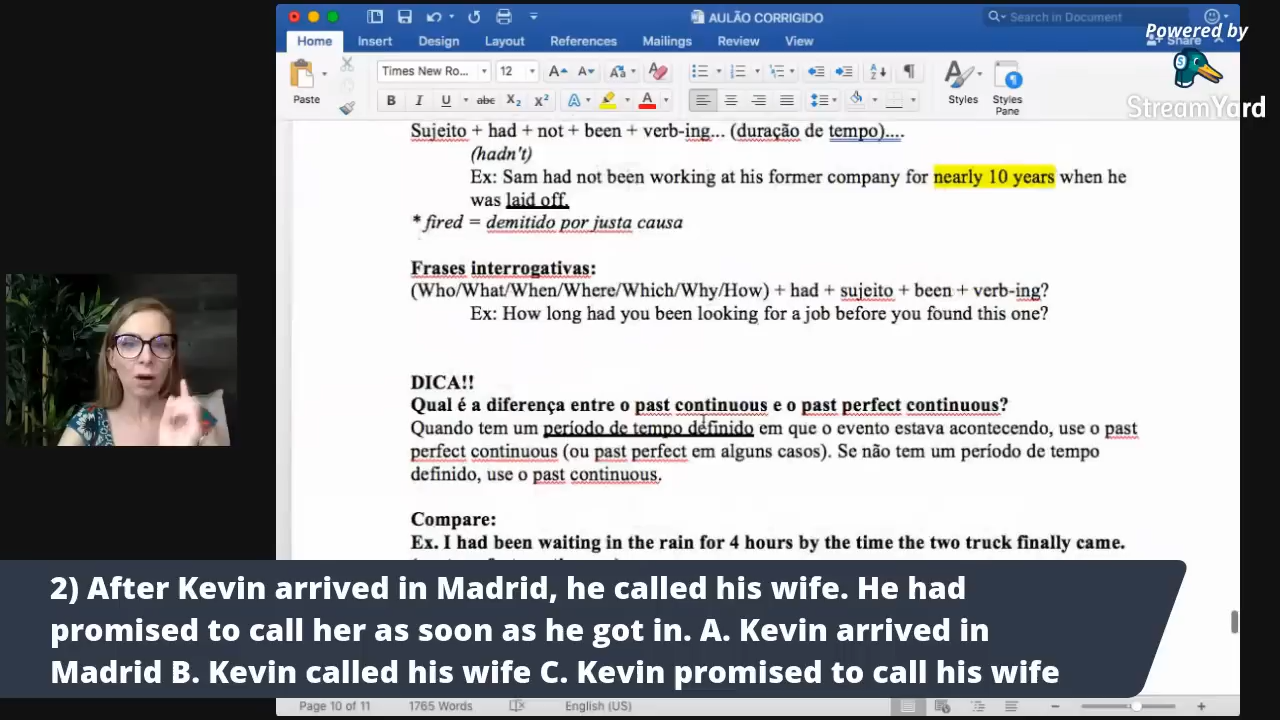 AULÃO CORRIGIDO
Search in Document
Home Insert Design Layout References Mailings Review View
Share
Powered by
StreamYard
Paste
Times New Ro... 12
B I U abc X₂ X²
Styles
Styles Pane
Sujeito + had + not + been + verb-ing... (duração de tempo)....
(hadn't)
Ex: Sam had not been working at his former company for nearly 10 years when he
was laid off.
* fired = demitido por justa causa
Frases interrogativas:
(Who/What/When/Where/Which/Why/How) + had + sujeito + been + verb-ing?
Ex: How long had you been looking for a job before you found this one?
DICA!!
Qual é a diferença entre o past continuous e o past perfect continuous?
Quando tem um período de tempo definido em que o evento estava acontecendo, use o past
perfect continuous (ou past perfect em alguns casos). Se não tem um período de tempo
definido, use o past continuous.
Compare:
Ex. I had been waiting in the rain for 4 hours by the time the two truck finally came.
2) After Kevin arrived in Madrid, he called his wife. He had
promised to call her as soon as he got in. A. Kevin arrived in
Madrid B. Kevin called his wife C. Kevin promised to call his wife
Page 10 of 11 1765 Words English (US)